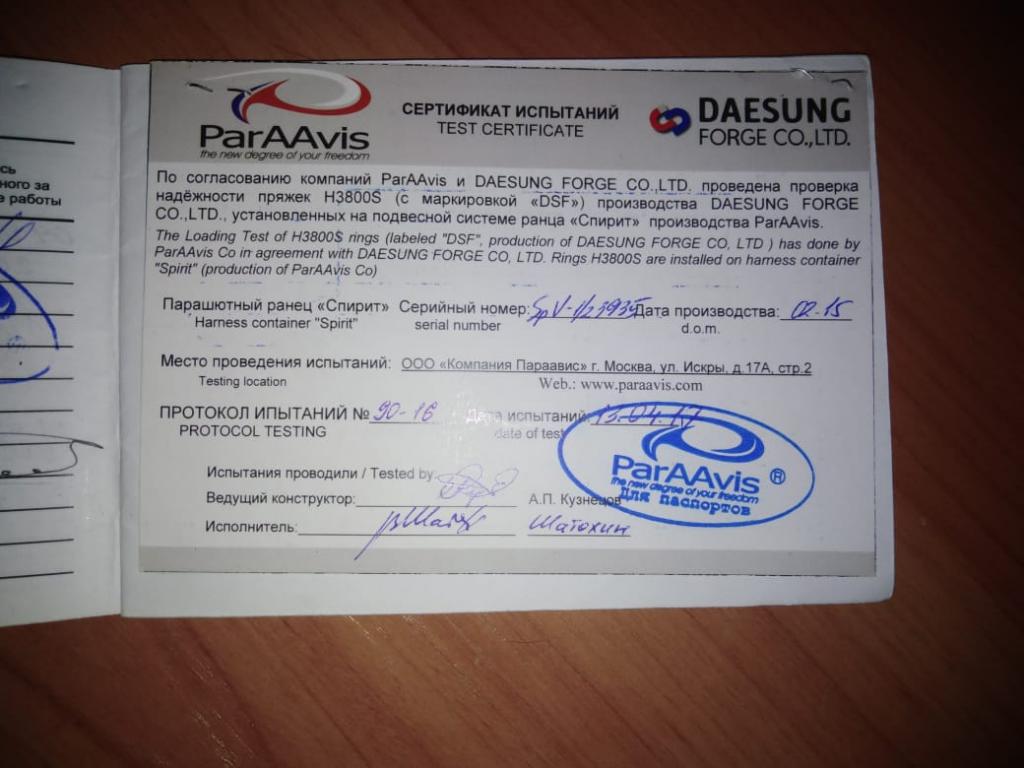 сь
ного за
е работы
ParAAvis
the new degree of your freedom
СЕРТИФИКАТ ИСПЫТАНИЙ
TEST CERTIFICATE
DAESUNG
FORGE CO.,LTD.
По согласованию компаний ParAAvis и DAESUNG FORGE CO.,LTD. проведена проверка
надёжности пряжек H3800S (с маркировкой «DSF») производства DAESUNG FORGE
CO.,LTD., установленных на подвесной системе ранца «Спирит» производства ParAAvis.
The Loading Test of H3800S rings (labeled "DSF", production of DAESUNG FORGE CO, LTD ) has done by
ParAAvis Co in agreement with DAESUNG FORGE CO, LTD. Rings H3800S are installed on harness container
"Spirit" (production of ParAAvis Co)
Парашютный ранец «Спирит» Серийный номер: Дата производства: 02-15
Harness container "Spirit" serial number d.o.m.
Место проведения испытаний: ООО «Компания Параавис» г. Москва, ул. Искры, д.17А, стр.2
Testing location Web.: www.paraavis.com
ПРОТОКОЛ ИПЫТАНИЙ № 90-16 Дата испытаний: 13.04.17
PROTOCOL TESTING date of test
Испытания проводили / Tested by
Ведущий конструктор: А.П. Кузнецов
Исполнитель: Шатохин
ParAAvis ®
the new degree of your freedom
для паспортов